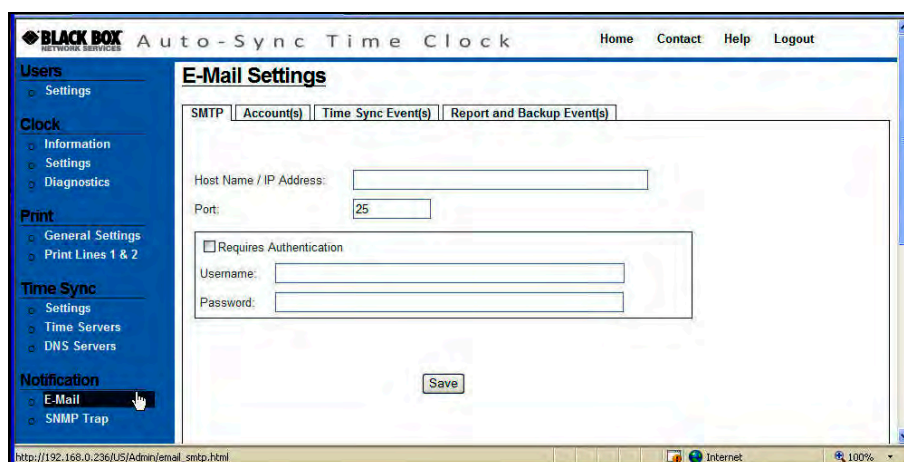 BLACK BOX
NETWORK SERVICES
Auto-Sync Time Clock
Home Contact Help Logout
Users
Settings
Clock
Information
Settings
Diagnostics
Print
General Settings
Print Lines 1 & 2
Time Sync
Settings
Time Servers
DNS Servers
Notification
E-Mail
SNMP Trap
E-Mail Settings
SMTP Account(s) Time Sync Event(s) Report and Backup Event(s)
Host Name / IP Address:
Port: 25
Requires Authentication
Username:
Password:
Save
http://192.168.0.236/US/Admin/email_smtp.html Internet 100%